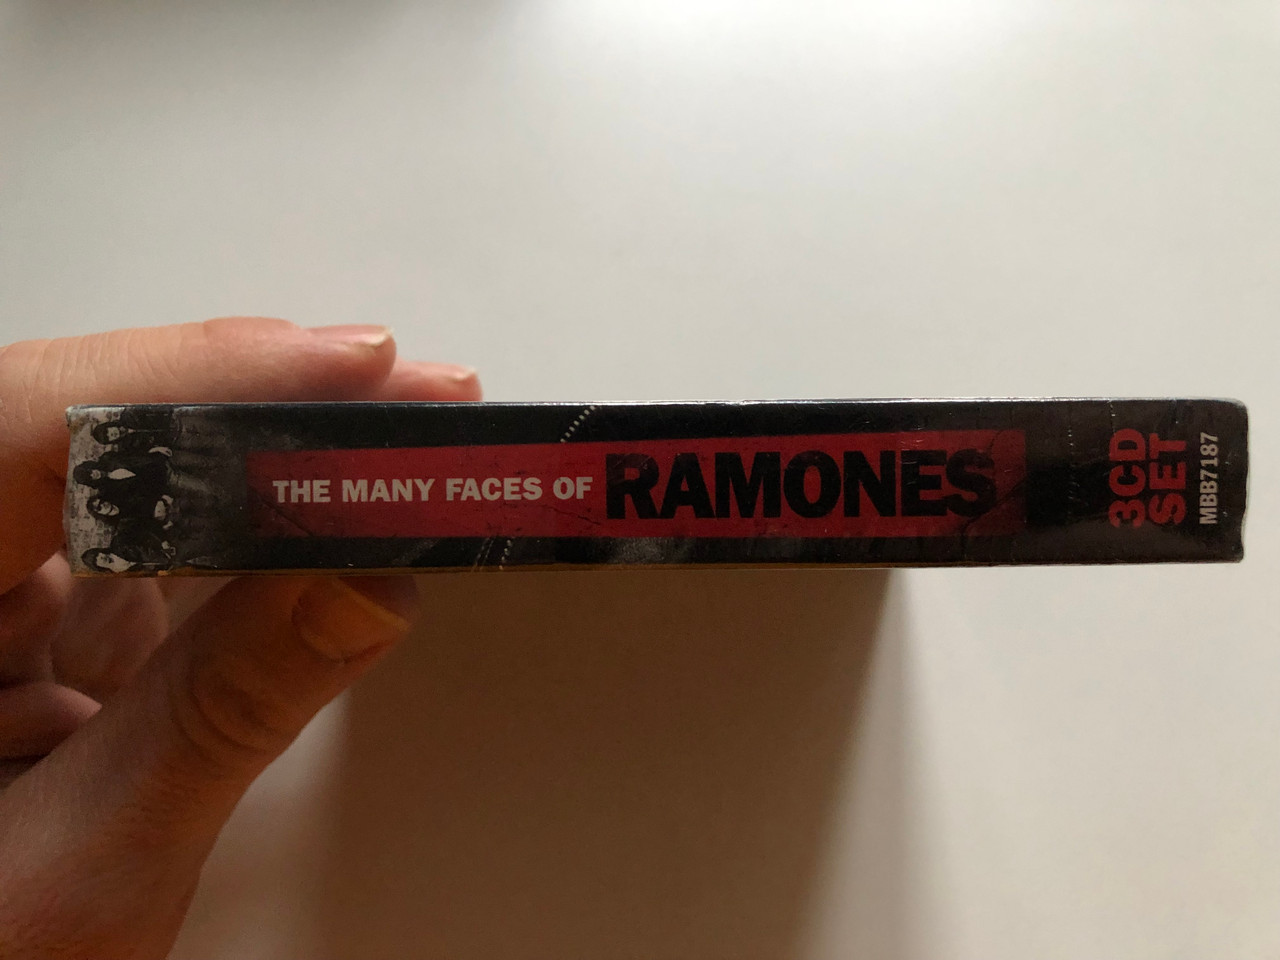 THE MANY FACES OF RAMONES
3CD
SET
MBB7187